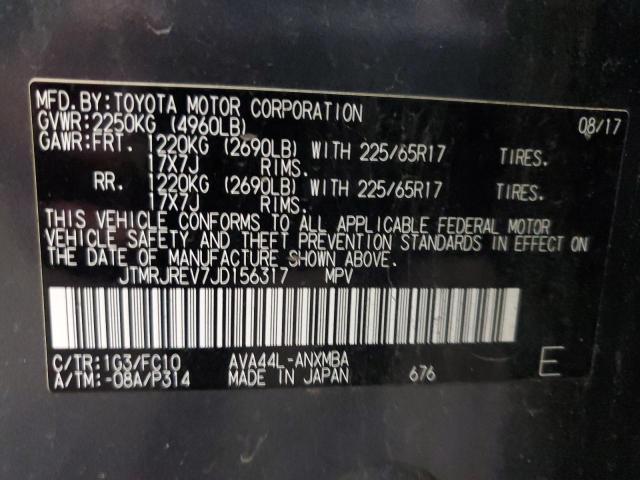 MFD.BY:TOYOTA MOTOR CORPORATION 08/17
GVWR:2250KG (4960LB)
GAWR:FRT. 1220KG (2690LB) WITH 225/65R17 TIRES.
17X7J RIMS.
RR. 1220KG (2690LB) WITH 225/65R17 TIRES.
17X7J RIMS.
THIS VEHICLE CONFORMS TO ALL APPLICABLE FEDERAL MOTOR
VEHICLE SAFETY AND THEFT PREVENTION STANDARDS IN EFFECT ON
THE DATE OF MANUFACTURE SHOWN ABOVE.
JTMRJREV7JD156317 MPV
C/TR:1G3/FC10 AVA44L-ANXMBA
A/TM:-08A/P314 MADE IN JAPAN 676 E